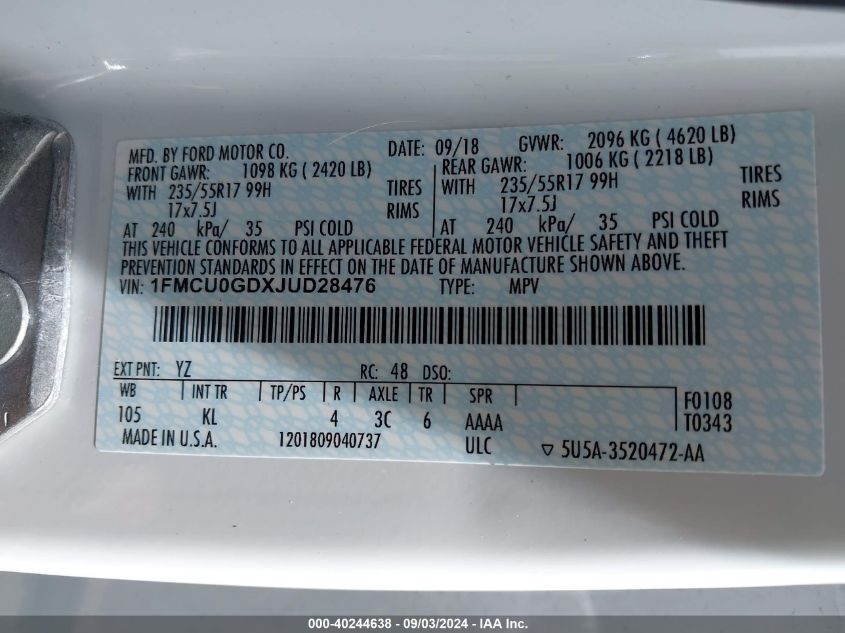 MFD. BY FORD MOTOR CO. DATE: 09/18 GVWR: 2096 KG ( 4620 LB)
FRONT GAWR: 1098 KG ( 2420 LB) REAR GAWR: 1006 KG ( 2218 LB)
WITH 235/55R17 99H TIRES WITH 235/55R17 99H TIRES
17x7.5J RIMS 17x7.5J RIMS
AT 240 kPa/ 35 PSI COLD AT 240 kPa/ 35 PSI COLD
THIS VEHICLE CONFORMS TO ALL APPLICABLE FEDERAL MOTOR VEHICLE SAFETY AND THEFT
PREVENTION STANDARDS IN EFFECT ON THE DATE OF MANUFACTURE SHOWN ABOVE.
VIN: 1FMCU0GDXJUD28476 TYPE: MPV
EXT PNT: YZ RC: 48 DSO:
WB INT TR TP/PS R AXLE TR SPR F0108
105 KL 4 3C 6 AAAA T0343
MADE IN U.S.A. 1201809040737 ULC ▽ 5U5A-3520472-AA
000-40244638 - 09/03/2024 - IAA Inc.